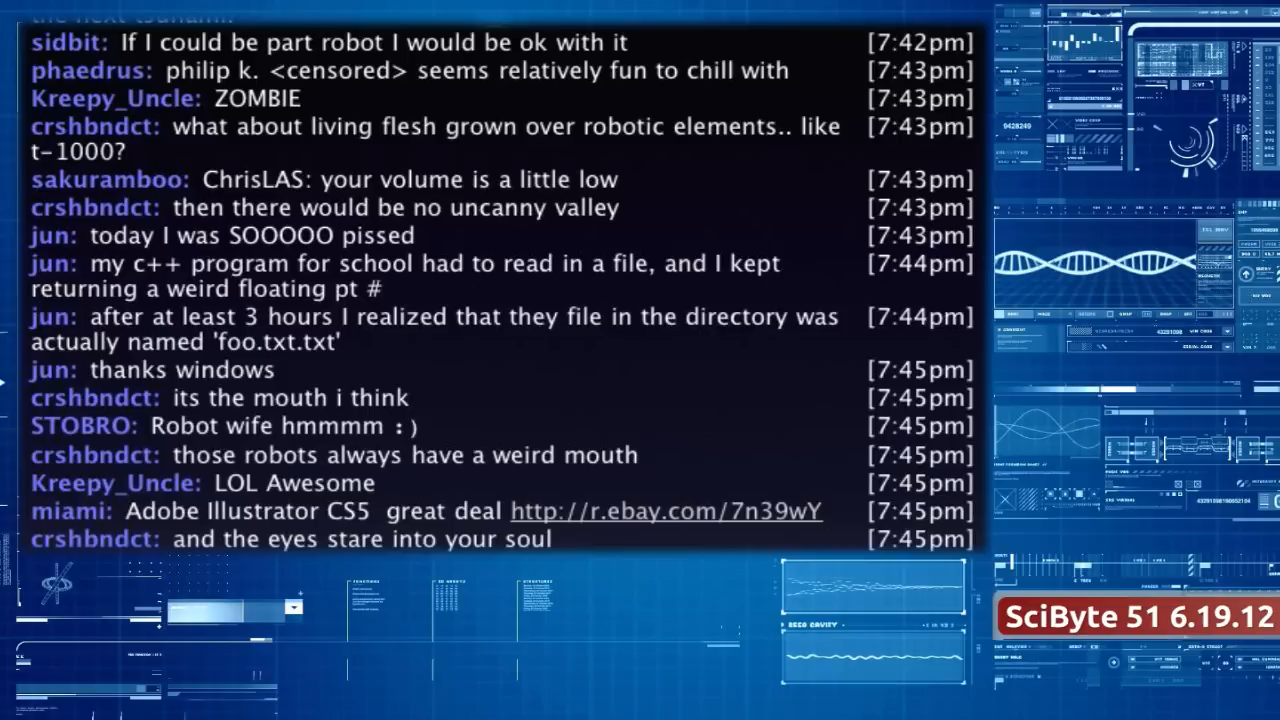 the next tsunami.
sidbit: If I could be part robot I would be ok with it [7:42pm]
phaedrus: philip k. <censored> seems relatively fun to chill with [7:43pm]
Kreepy_Uncle: ZOMBIE [7:43pm]
crshbndct: what about living flesh grown over robotic elements.. like [7:43pm]
t-1000?
sakuramboo: ChrisLAS: your volume is a little low [7:43pm]
crshbndct: then there would be no uncanny valley [7:43pm]
jun: today I was SOOOOO pissed [7:43pm]
jun: my c++ program for school had to read in a file, and I kept [7:44pm]
returning a weird floating pt #
jun: after at least 3 hours I realized that they file in the directory was [7:44pm]
actually named 'foo.txt.txt'
jun: thanks windows [7:45pm]
crshbndct: its the mouth i think [7:45pm]
STOBRO: Robot wife hmmmm : ) [7:45pm]
crshbndct: those robots always have a weird mouth [7:45pm]
Kreepy_Uncle: LOL Awesome [7:45pm]
miami: Adobe Illustrator CS5 great deal http://r.ebay.com/7n39wY [7:45pm]
crshbndct: and the eyes stare into your soul [7:45pm]
9428249
SciByte 51 6.19.12